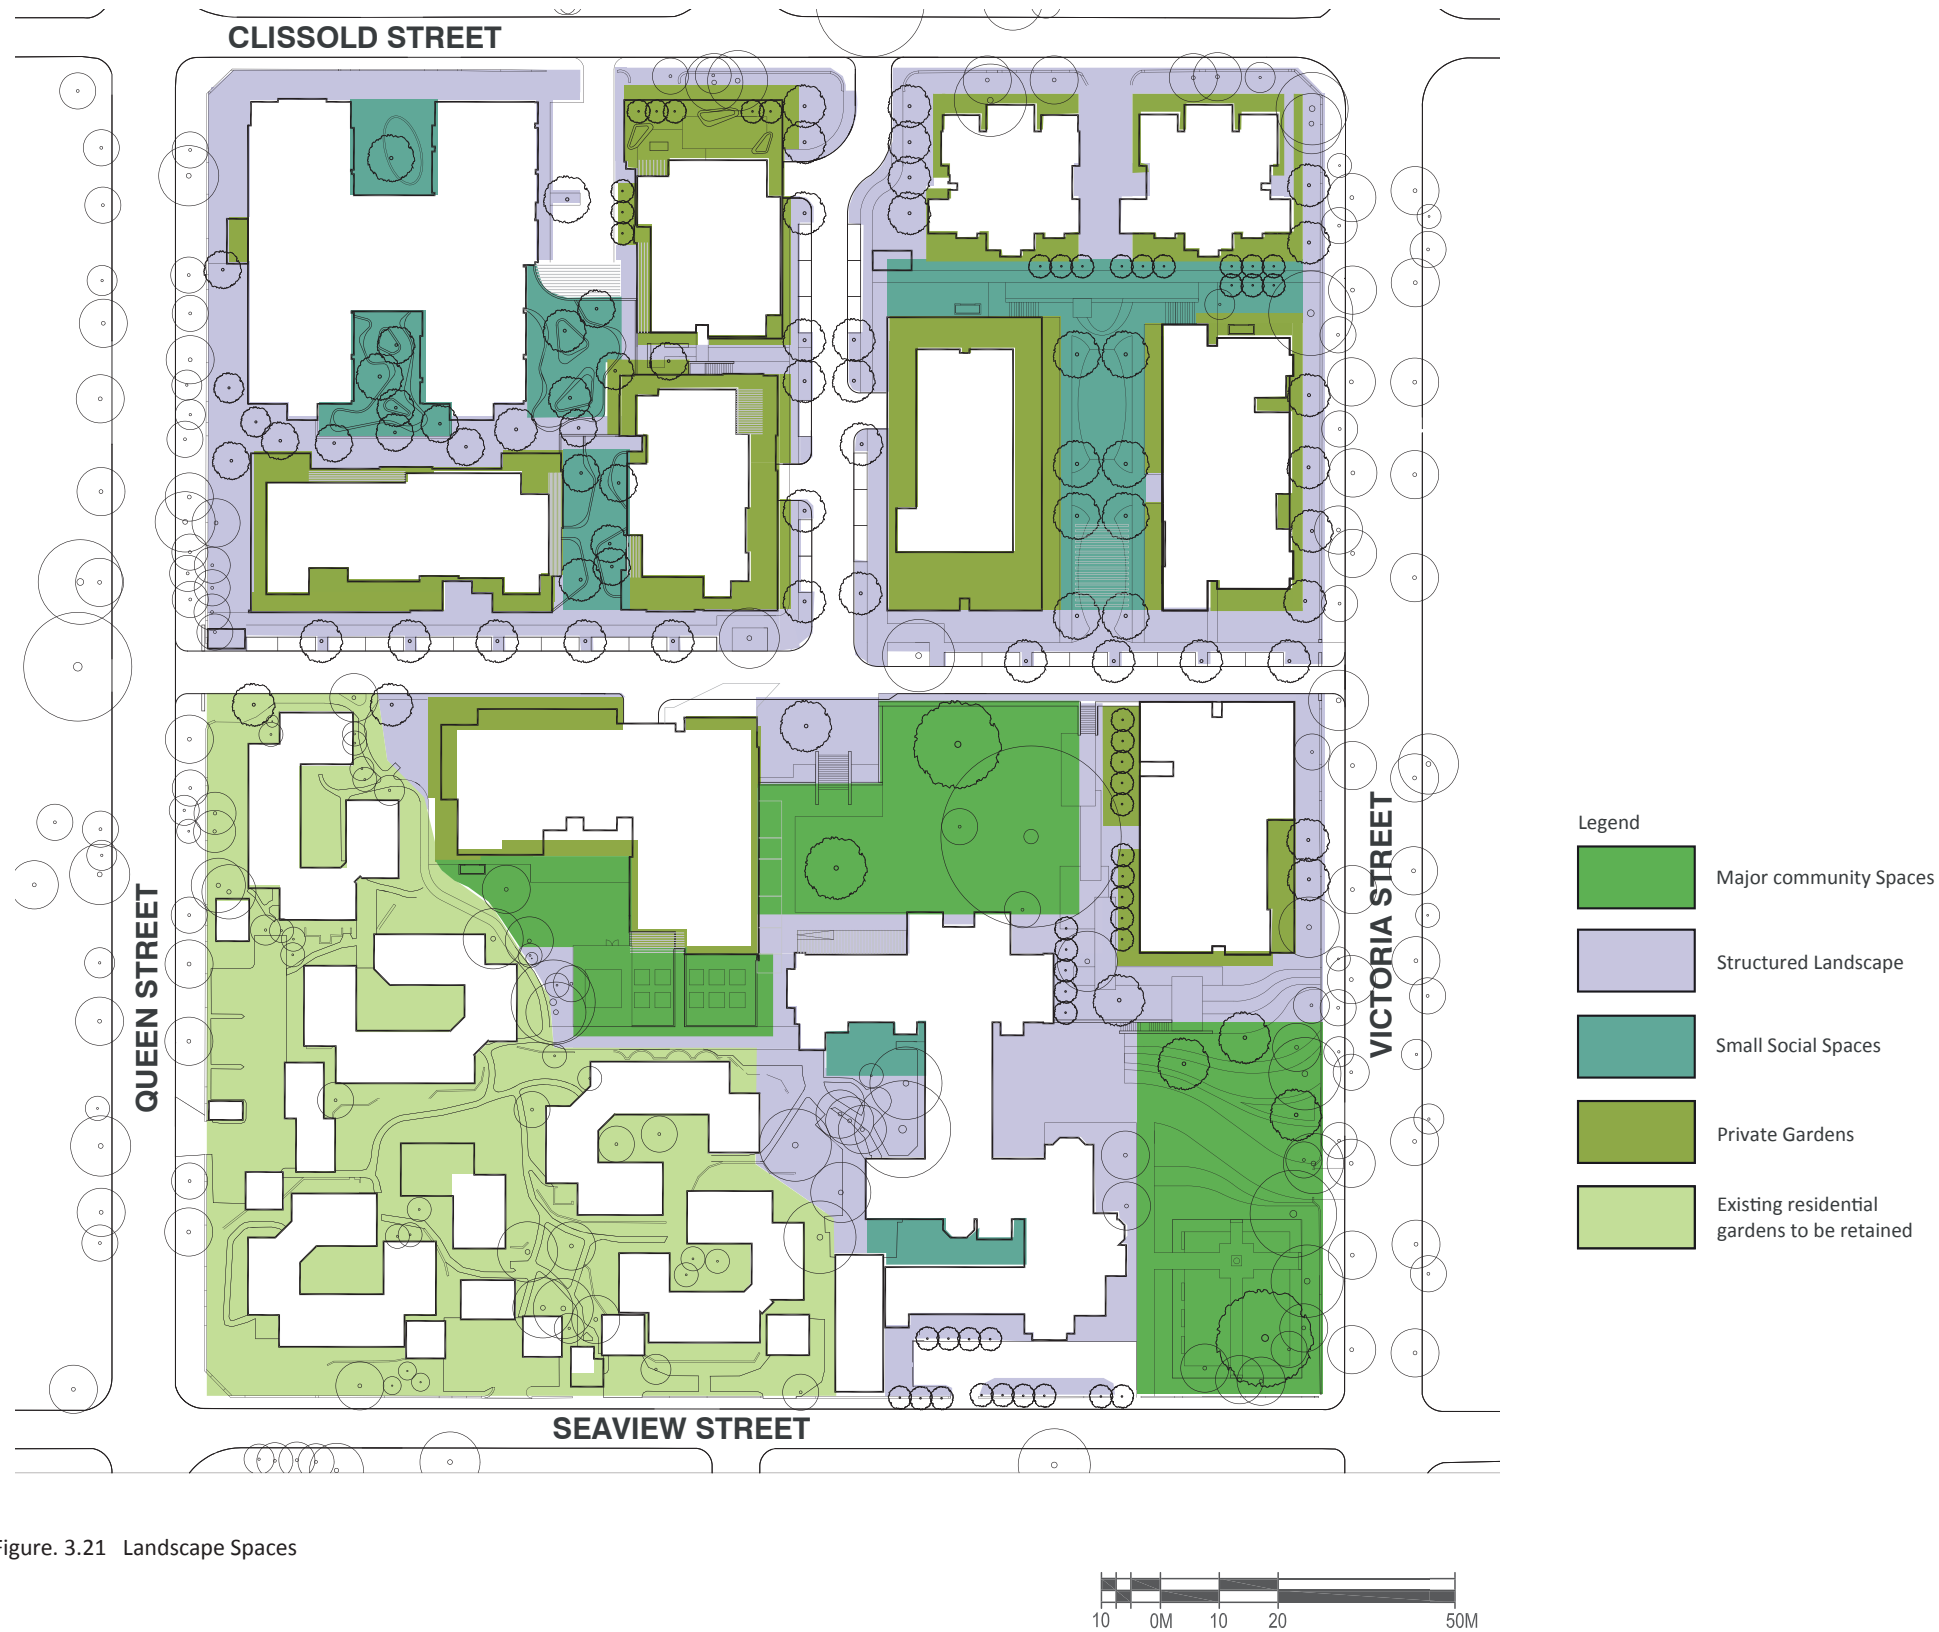 CLISSOLD STREET
QUEEN STREET
VICTORIA STREET
SEAVIEW STREET
Legend
Major community Spaces
Structured Landscape
Small Social Spaces
Private Gardens
Existing residential
gardens to be retained
Figure. 3.21 Landscape Spaces
10 0M 10 20 50M